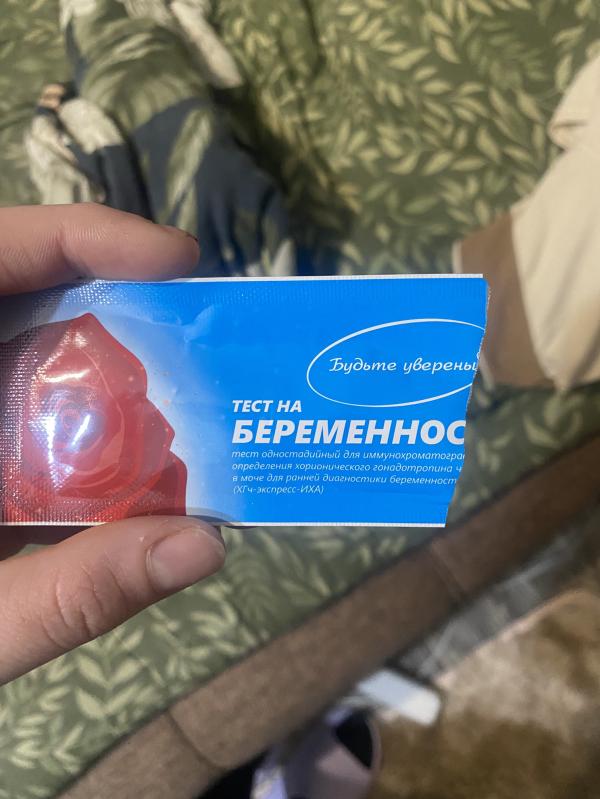 Будьте уверены
ТЕСТ НА
БЕРЕМЕННОС
тест одностадийный для иммунохроматограф
определения хорионического гонадотропина ч
в моче для ранней диагностики беременност
(ХГч-экспресс-ИХА)